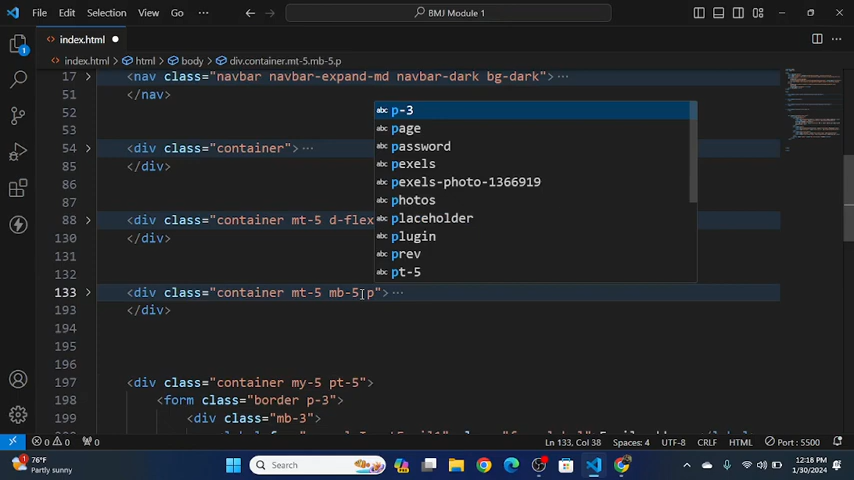 File Edit Selection View Go ··· BMJ Module 1
index.html
index.html > html > body > div.container.mt-5.mb-5.p
17 <nav class="navbar navbar-expand-md navbar-dark bg-dark">···
51 </nav>
52
53
54 <div class="container">···
85 </div>
86
87
88 <div class="container mt-5 d-flex
130 </div>
131
132
133 <div class="container mt-5 mb-5 p">···
193 </div>
194
195
196
197 <div class="container my-5 pt-5">
198 <form class="border p-3">
199 <div class="mb-3">
abc p-3
abc page
abc password
abc pexels
abc pexels-photo-1366919
abc photos
abc placeholder
abc plugin
abc prev
abc pt-5
1
0 0 0 Ln 133, Col 38 Spaces: 4 UTF-8 CRLF HTML Port : 5500
76°F
Partly sunny
Search
12:18 PM
1/30/2024